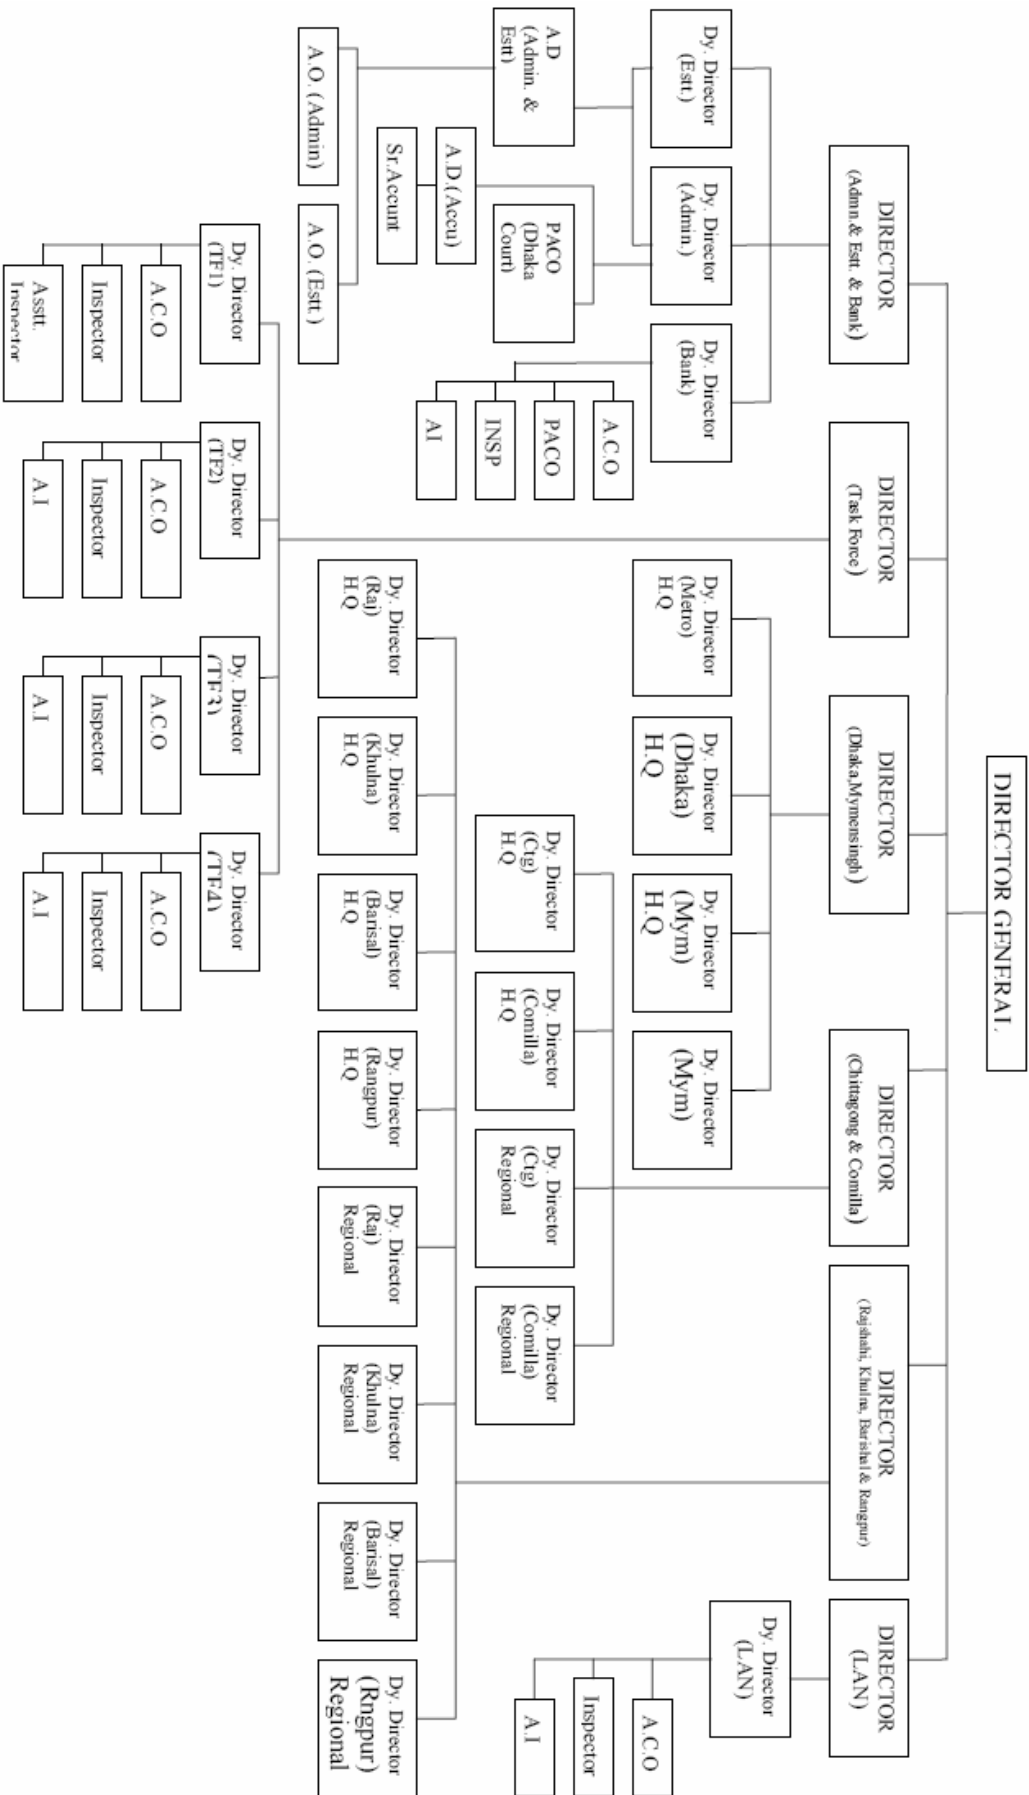 DIRECTOR GENERAL
DIRECTOR
(Admn.& Estt. & Bank)
DIRECTOR
(Task Force)
DIRECTOR
(Dhaka,Mymensingh)
DIRECTOR
(Chittagong & Comilla)
DIRECTOR
(Rajshahi, Khulna, Barishal & Rangpur)
DIRECTOR
(LAN)
Dy. Director
(Estt.)
Dy. Director
(Admin.)
Dy. Director
(Bank)
Dy. Director
(Metro)
H.Q
Dy. Director
(Dhaka)
H.Q
Dy. Director
(Mym)
H.Q
Dy. Director
(Mym)
Dy. Director
(LAN)
A.C.O
Inspector
A.I
A.D
(Admin. &
Estt)
PACO
(Dhaka
Court)
A.C.O
PACO
INSP
AI
A.D.(Accu)
Sr.Accunt
Dy. Director
(Ctg)
H.Q
Dy. Director
(Comilla)
H.Q
Dy. Director
(Ctg)
Regional
Dy. Director
(Comilla)
Regional
A.O. (Admin)
A.O. (Estt.)
Dy. Director
(Raj)
H.Q
Dy. Director
(Khulna)
H.Q
Dy. Director
(Barisal)
H.Q
Dy. Director
(Rangpur)
H.Q
Dy. Director
(Raj)
Regional
Dy. Director
(Khulna)
Regional
Dy. Director
(Barisal)
Regional
Dy. Director
(Rngpur)
Regional
Dy. Director
(TF1)
A.C.O
Inspector
Asstt.
Inspector
Dy. Director
(TF2)
A.C.O
Inspector
A.I
Dy. Director
(TF3)
A.C.O
Inspector
A.I
Dy. Director
(TF4)
A.C.O
Inspector
A.I